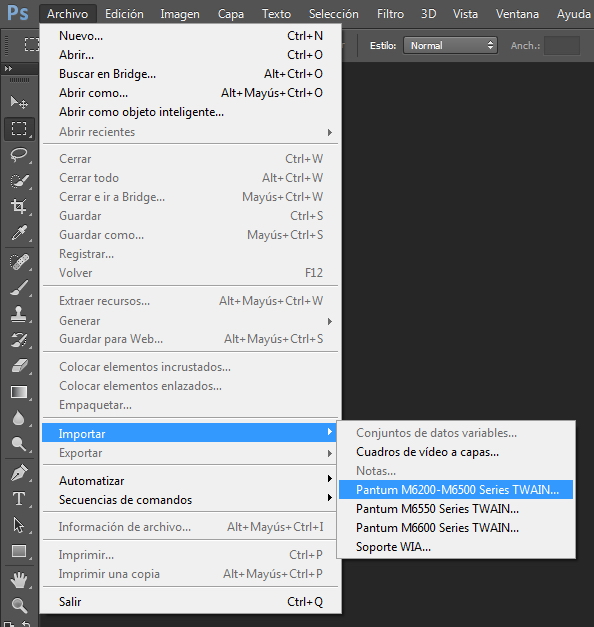 Ps Archivo Edición Imagen Capa Texto Selección Filtro 3D Vista Ventana Ayuda
Estilo: Normal Anch.:
Nuevo... Ctrl+N
Abrir... Ctrl+O
Buscar en Bridge... Alt+Ctrl+O
Abrir como... Alt+Mayús+Ctrl+O
Abrir como objeto inteligente...
Abrir recientes
Cerrar Ctrl+W
Cerrar todo Alt+Ctrl+W
Cerrar e ir a Bridge... Mayús+Ctrl+W
Guardar Ctrl+S
Guardar como... Mayús+Ctrl+S
Registrar...
Volver F12
Extraer recursos... Alt+Mayús+Ctrl+W
Generar
Guardar para Web... Alt+Mayús+Ctrl+S
Colocar elementos incrustados...
Colocar elementos enlazados...
Empaquetar...
Importar
Exportar
Automatizar
Secuencias de comandos
Información de archivo... Alt+Mayús+Ctrl+I
Imprimir... Ctrl+P
Imprimir una copia Alt+Mayús+Ctrl+P
Salir Ctrl+Q
Conjuntos de datos variables...
Cuadros de vídeo a capas...
Notas...
Pantum M6200-M6500 Series TWAIN...
Pantum M6550 Series TWAIN...
Pantum M6600 Series TWAIN...
Soporte WIA...
T